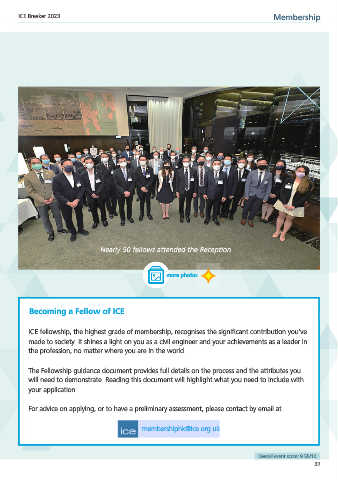 ICE Breaker 2023
Membership
Nearly 50 fellows attended the Reception
more photos
Becoming a Fellow of ICE
ICE fellowship, the highest grade of membership, recognises the significant contribution you've
made to society It shines a light on you as a civil engineer and your achievements as a leader in
the profession, no matter where you are in the world
The Fellowship guidance document provides full details on the process and the attributes you
will need to demonstrate Reading this document will highlight what you need to include with
your application
For advice on applying, or to have a preliminary assessment, please contact by email at
ice
membershiphk@ice org uk